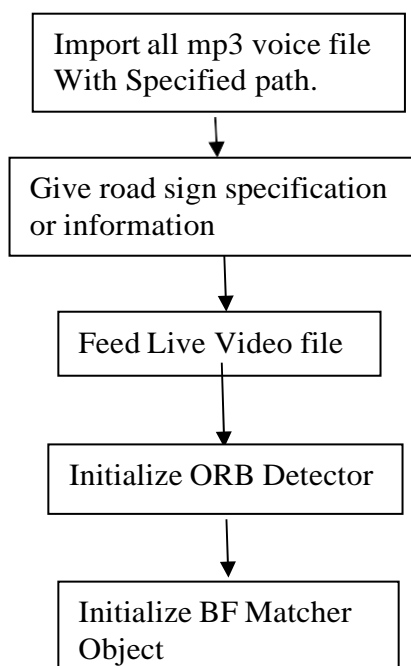 Import all mp3 voice file
With Specified path.
Give road sign specification
or information
Feed Live Video file
Initialize ORB Detector
Initialize BF Matcher
Object